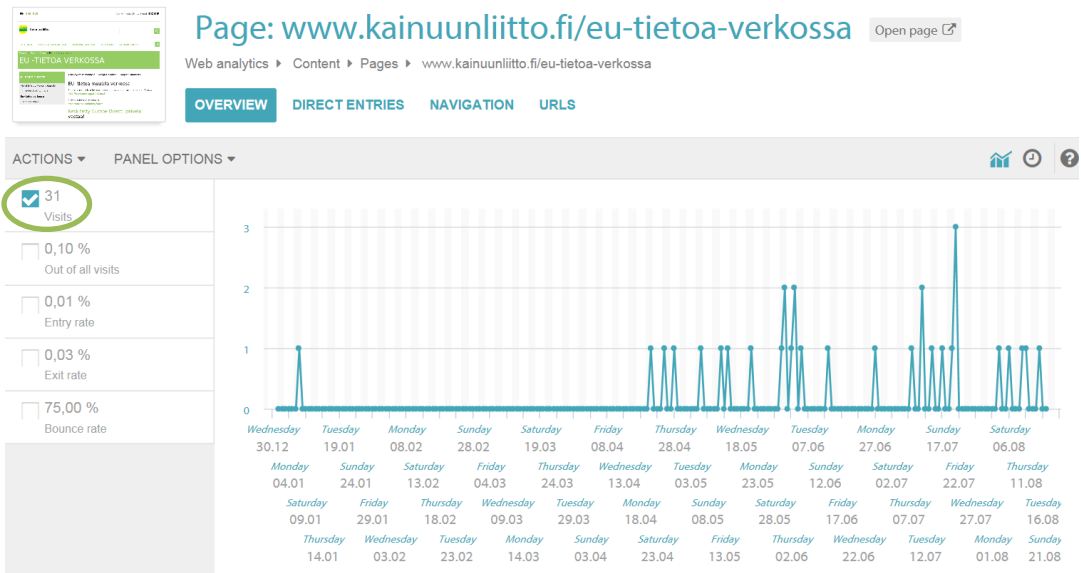 Page: www.kainuunliitto.fi/eu-tietoa-verkossa
Open page
Web analytics Content Pages www.kainuunliitto.fi/eu-tietoa-verkossa
EU -TIETOA VERKOSSA
OVERVIEW DIRECT ENTRIES NAVIGATION URLS
ACTIONS PANEL OPTIONS
?
31
Visits
0,10 %
Out of all visits
0,01 %
Entry rate
0,03 %
Exit rate
75,00 %
Bounce rate
3
2
1
0
Wednesday Tuesday Monday Sunday Saturday Friday Thursday Wednesday Tuesday Monday Sunday Saturday
30.12 19.01 08.02 28.02 19.03 08.04 28.04 18.05 07.06 27.06 17.07 06.08
Monday Sunday Saturday Friday Thursday Wednesday Tuesday Monday Sunday Saturday Friday Thursday
04.01 24.01 13.02 04.03 24.03 13.04 03.05 23.05 12.06 02.07 22.07 11.08
Saturday Friday Thursday Wednesday Tuesday Monday Sunday Saturday Friday Thursday Wednesday Tuesday
09.01 29.01 18.02 09.03 29.03 18.04 08.05 28.05 17.06 07.07 27.07 16.08
Thursday Wednesday Tuesday Monday Sunday Saturday Friday Thursday Wednesday Tuesday Monday Sunday
14.01 03.02 23.02 14.03 03.04 23.04 13.05 02.06 22.06 12.07 01.08 21.08